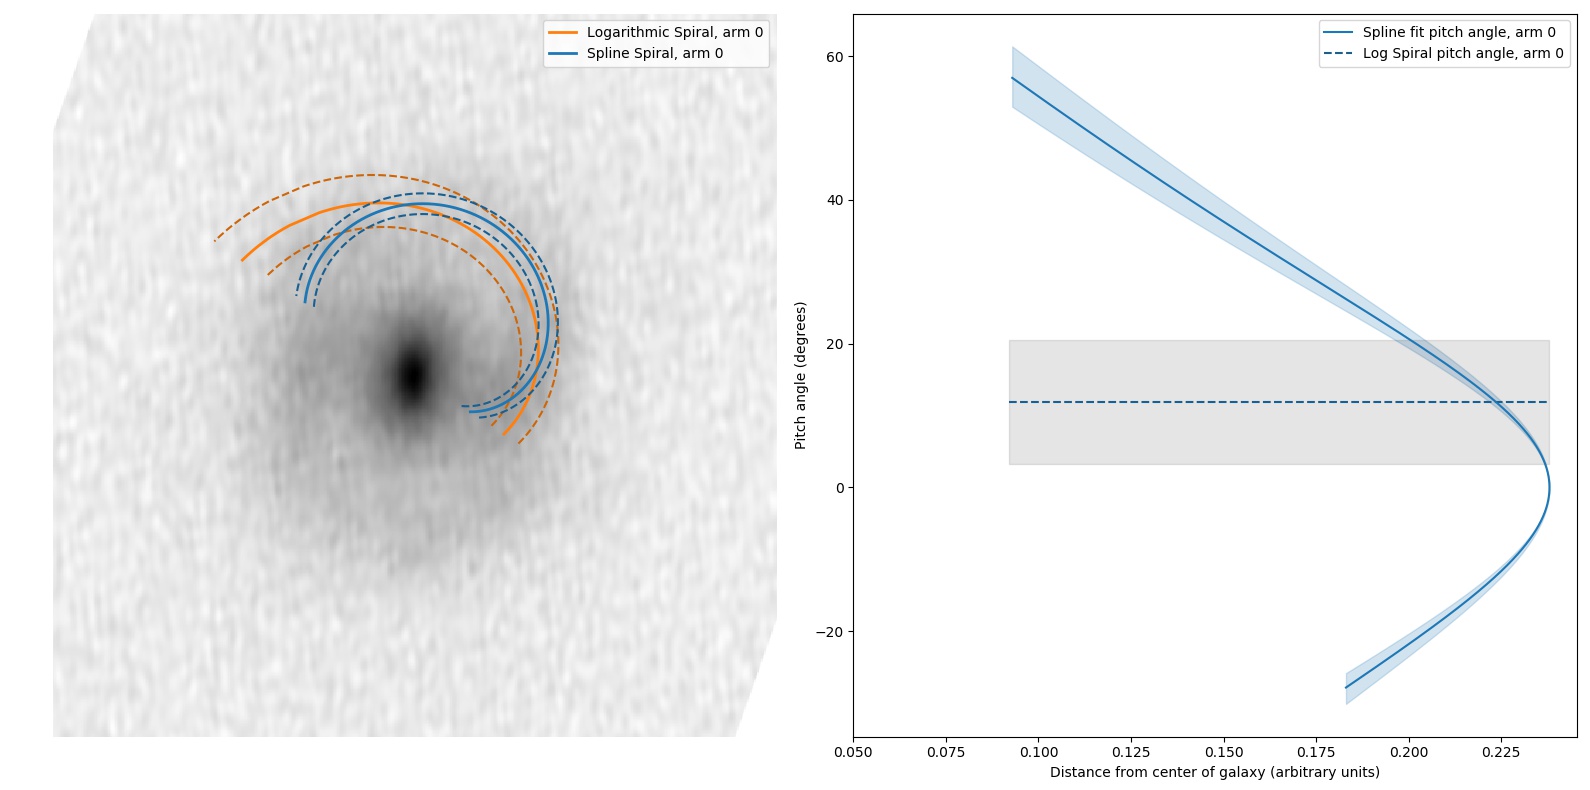 Logarithmic Spiral, arm 0
Spline Spiral, arm 0
Spline fit pitch angle, arm 0
Log Spiral pitch angle, arm 0
Pitch angle (degrees)
60
40
20
0
−20
0.050
0.075
0.100
0.125
0.150
0.175
0.200
0.225
Distance from center of galaxy (arbitrary units)